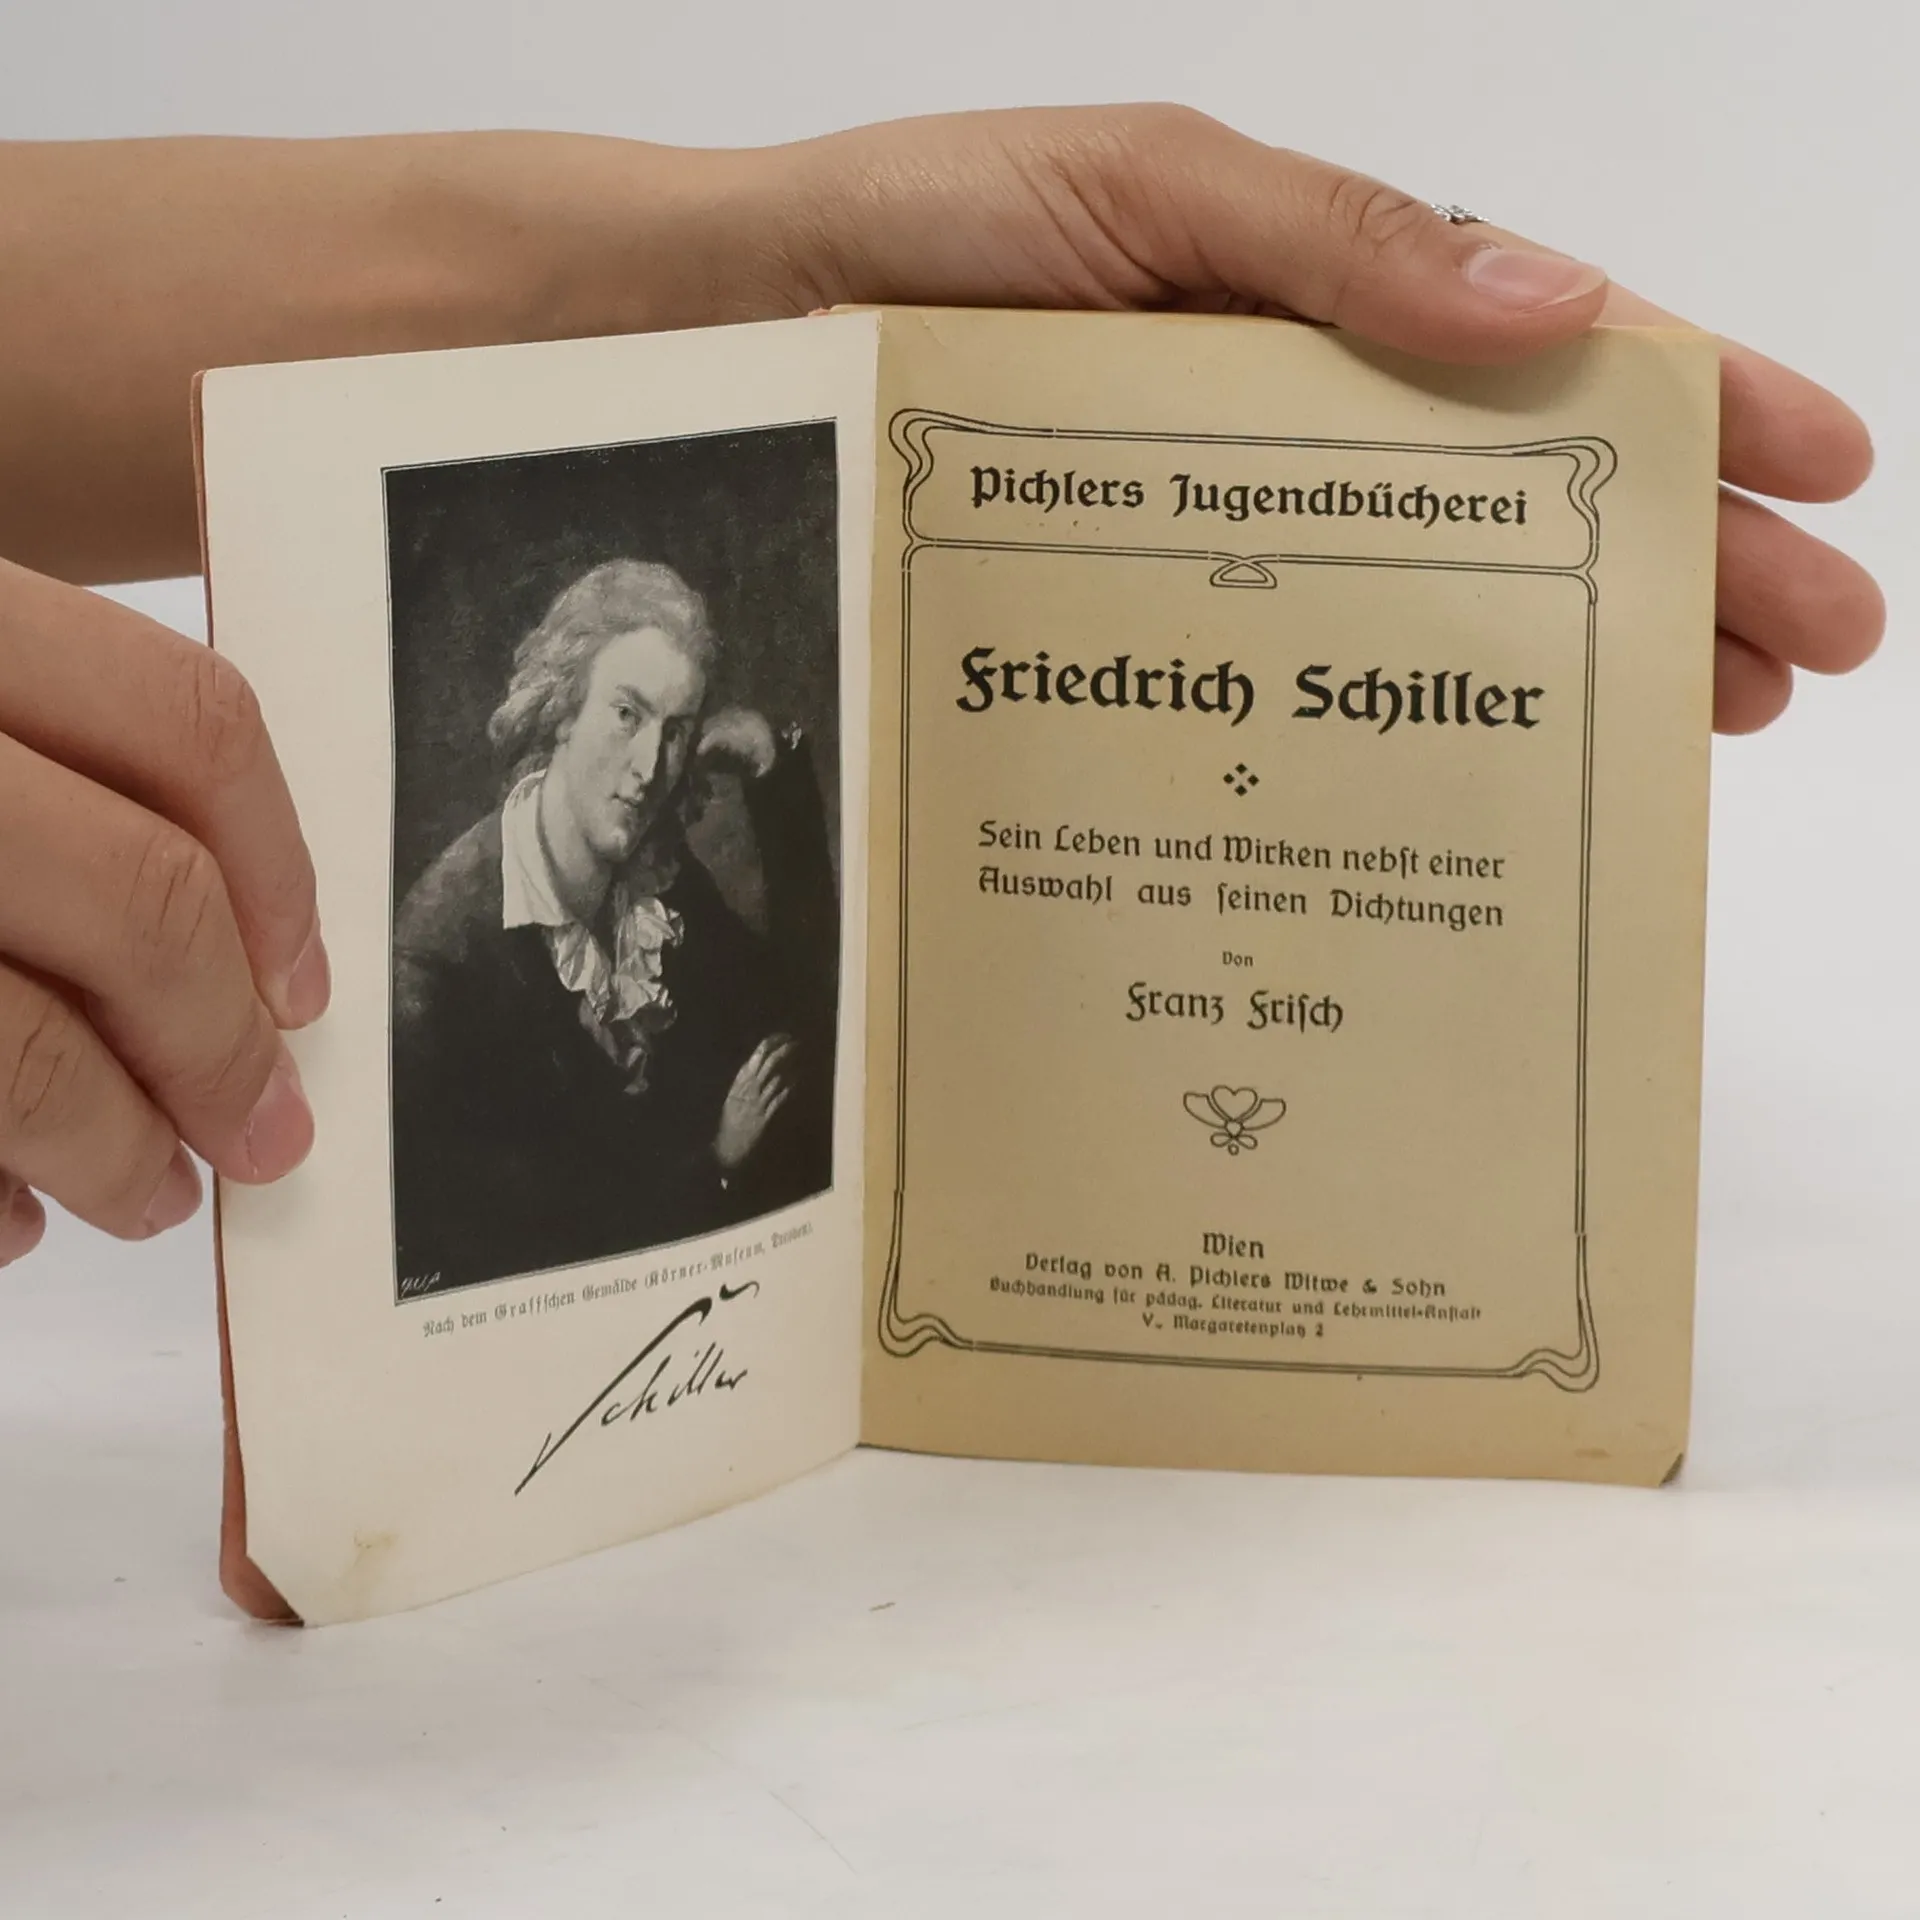 Nach dem Graffschen Gemälde (Körner-Museum, Dresden).
Schiller
Pichlers Jugendbücherei
Friedrich Schiller
Sein Leben und Wirken nebſt einer
Auswahl aus ſeinen Dichtungen
Von
Franz Friſch
Wien
Verlag von A. Pichlers Witwe & Sohn
Buchhandlung für pädag. Literatur und Lehrmittel-Anſtalt
V., Margaretenplatz 2